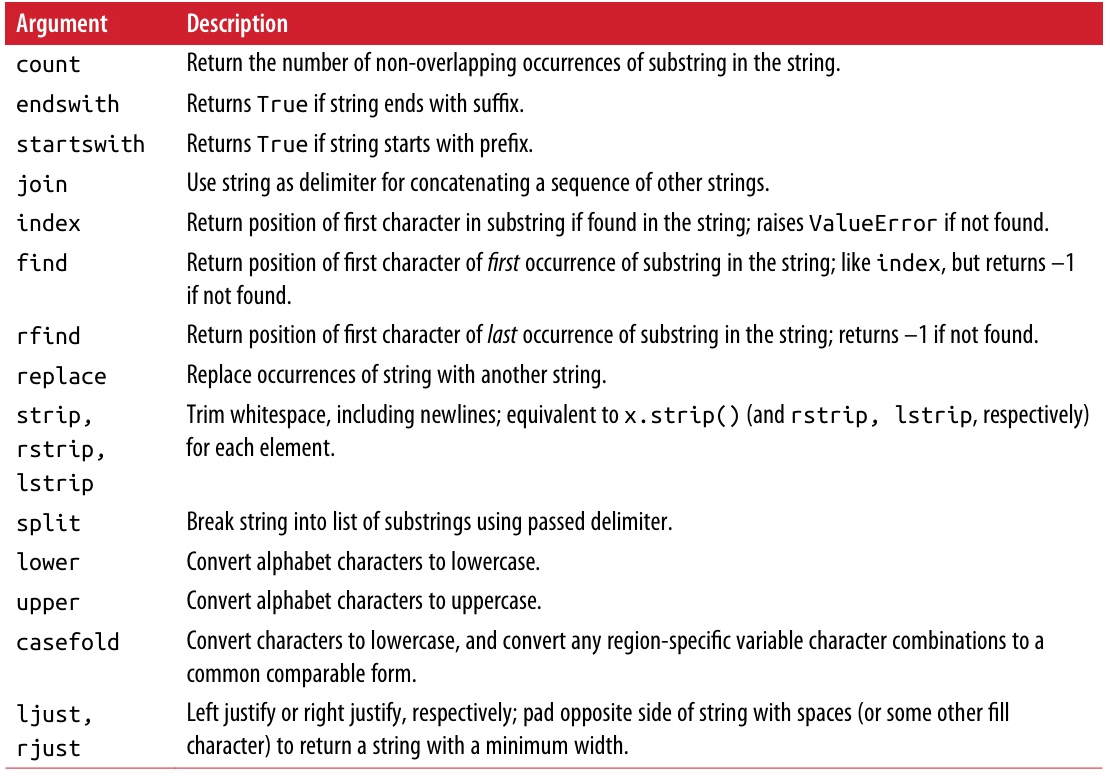 Argument Description
count Return the number of non-overlapping occurrences of substring in the string.
endswith Returns True if string ends with suffix.
startswith Returns True if string starts with prefix.
join Use string as delimiter for concatenating a sequence of other strings.
index Return position of first character in substring if found in the string; raises ValueError if not found.
find Return position of first character of first occurrence of substring in the string; like index, but returns –1
if not found.
rfind Return position of first character of last occurrence of substring in the string; returns –1 if not found.
replace Replace occurrences of string with another string.
strip, Trim whitespace, including newlines; equivalent to x.strip() (and rstrip, lstrip, respectively)
rstrip, for each element.
lstrip
split Break string into list of substrings using passed delimiter.
lower Convert alphabet characters to lowercase.
upper Convert alphabet characters to uppercase.
casefold Convert characters to lowercase, and convert any region-specific variable character combinations to a
common comparable form.
ljust, Left justify or right justify, respectively; pad opposite side of string with spaces (or some other fill
rjust character) to return a string with a minimum width.